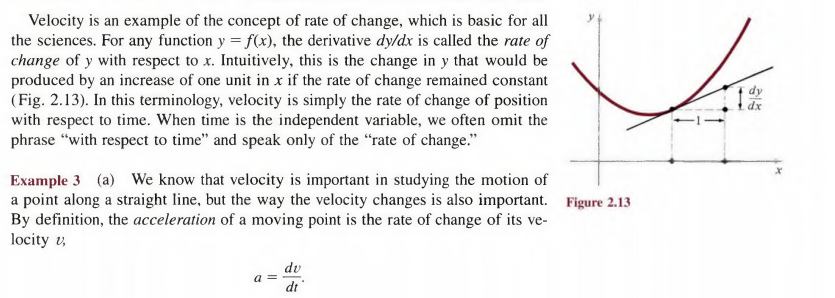 Velocity is an example of the concept of rate of change, which is basic for all
the sciences. For any function y = f(x), the derivative dy/dx is called the rate of
change of y with respect to x. Intuitively, this is the change in y that would be
produced by an increase of one unit in x if the rate of change remained constant
(Fig. 2.13). In this terminology, velocity is simply the rate of change of position
with respect to time. When time is the independent variable, we often omit the
phrase “with respect to time” and speak only of the “rate of change.”
Example 3 (a) We know that velocity is important in studying the motion of
a point along a straight line, but the way the velocity changes is also important.
By definition, the acceleration of a moving point is the rate of change of its ve-
locity v,
a = dv/dt.
y
dy/dx
1
x
Figure 2.13